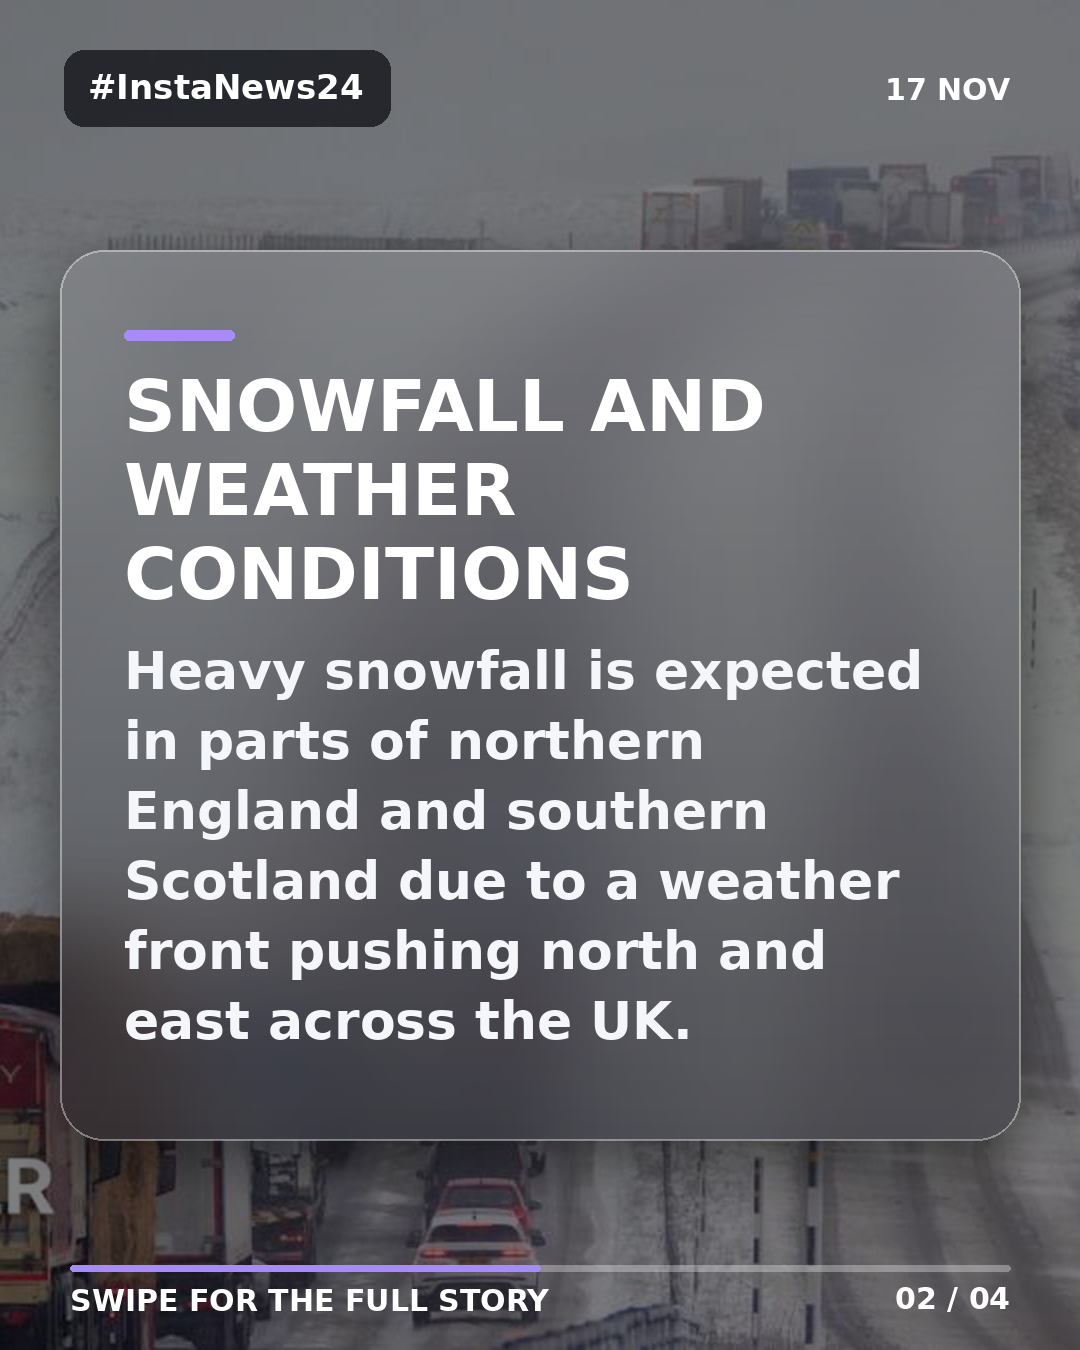 #InstaNews24
17 NOV
SNOWFALL AND
WEATHER
CONDITIONS
Heavy snowfall is expected
in parts of northern
England and southern
Scotland due to a weather
front pushing north and
east across the UK.
Y
R
SWIPE FOR THE FULL STORY
02 / 04